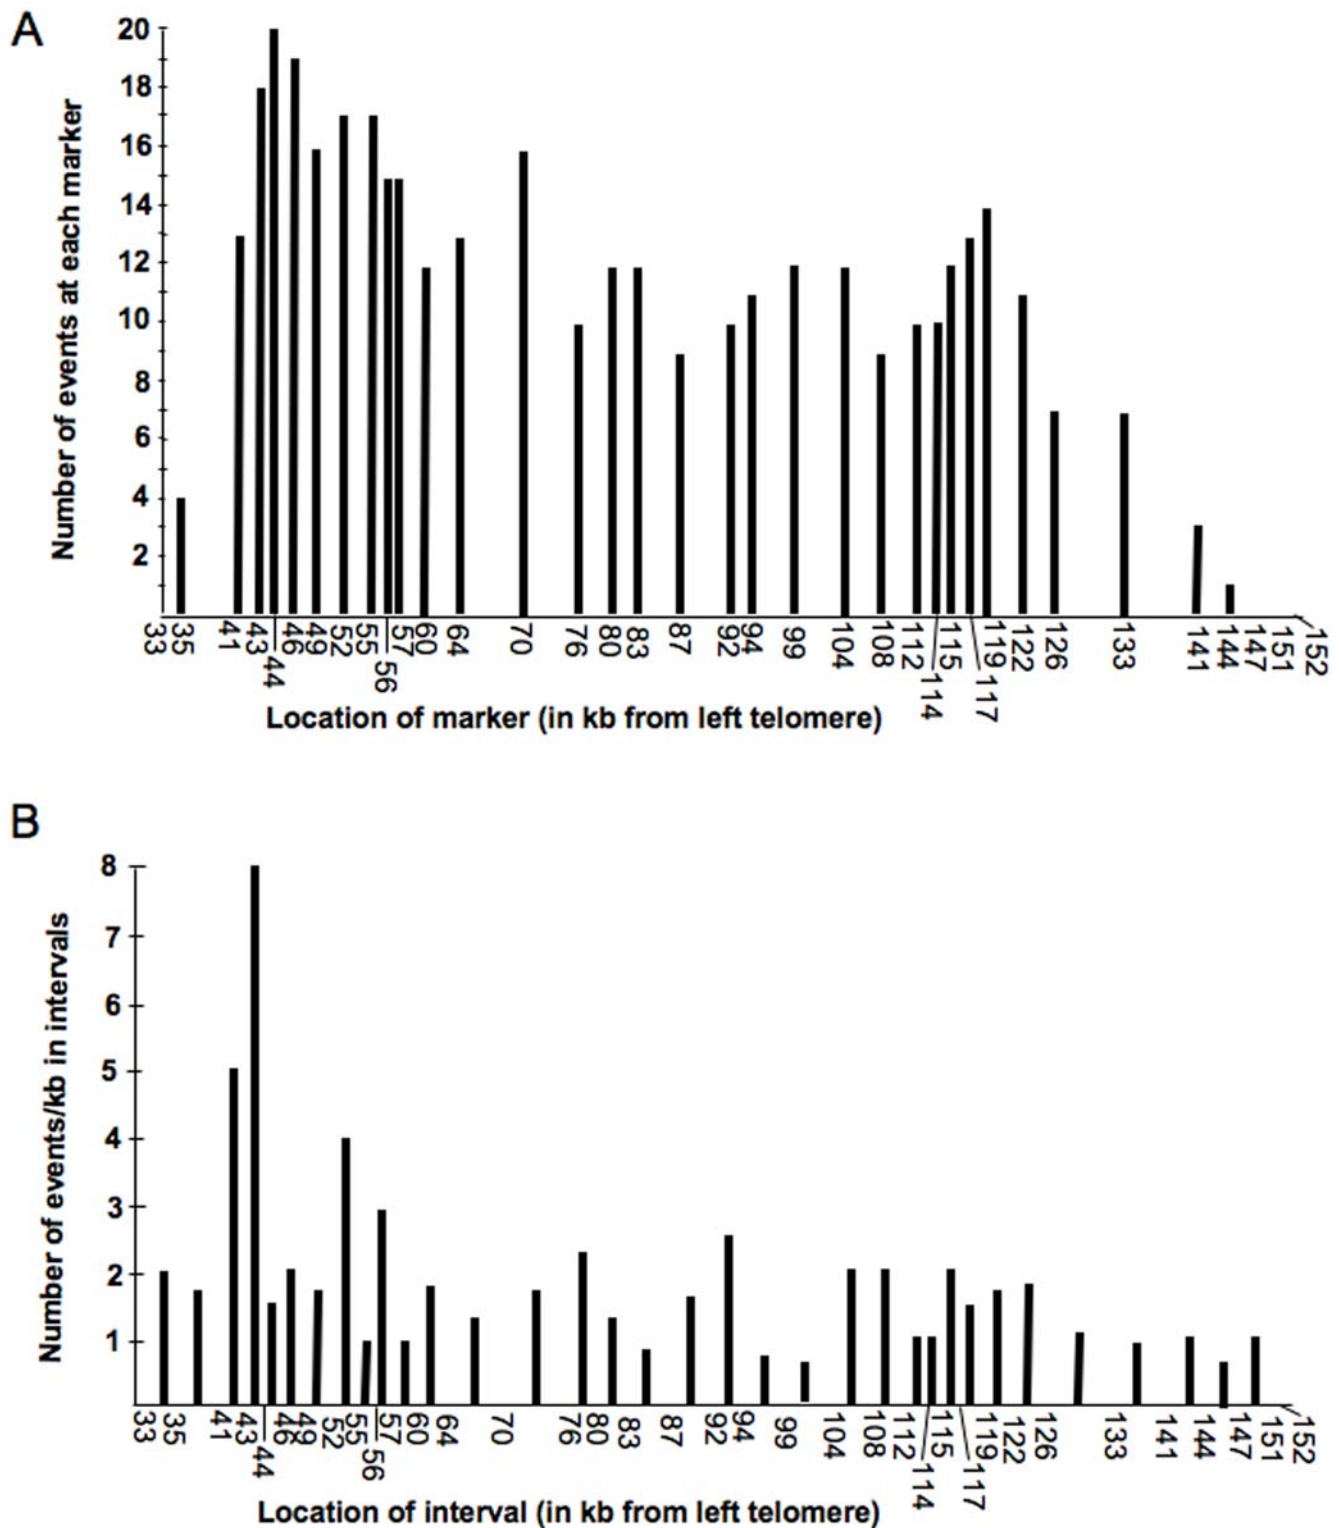 A
Number of events at each marker
20
18
16
14
12
10
8
6
4
2
33 35 41 43 44 46 49 52 55 56 57 60 64 70 76 80 83 87 92 94 99 104 108 112 114 115 117 119 122 126 133 141 144 147 151 152
Location of marker (in kb from left telomere)
B
Number of events/kb in intervals
8
7
6
5
4
3
2
1
33 35 41 43 44 46 49 52 55 56 57 60 64 70 76 80 83 87 92 94 99 104 108 112 114 115 117 119 122 126 133 141 144 147 151 152
Location of interval (in kb from left telomere)